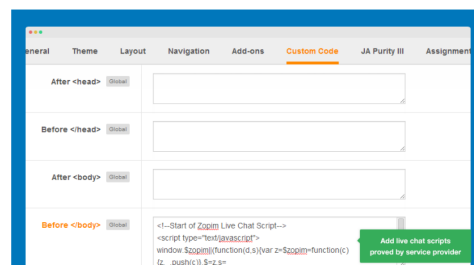 eneral Theme Layout Navigation Add-ons Custom Code JA Purity III Assignment
After <head> Global
Before </head> Global
After <body> Global
Before </body> Global
<!--Start of Zopim Live Chat Script-->
<script type="text/javascript">
window.$zopim||(function(d,s){var z=$zopim=function(c)
{z._.push(c)},$=z.s=
Add live chat scripts
proved by service provider